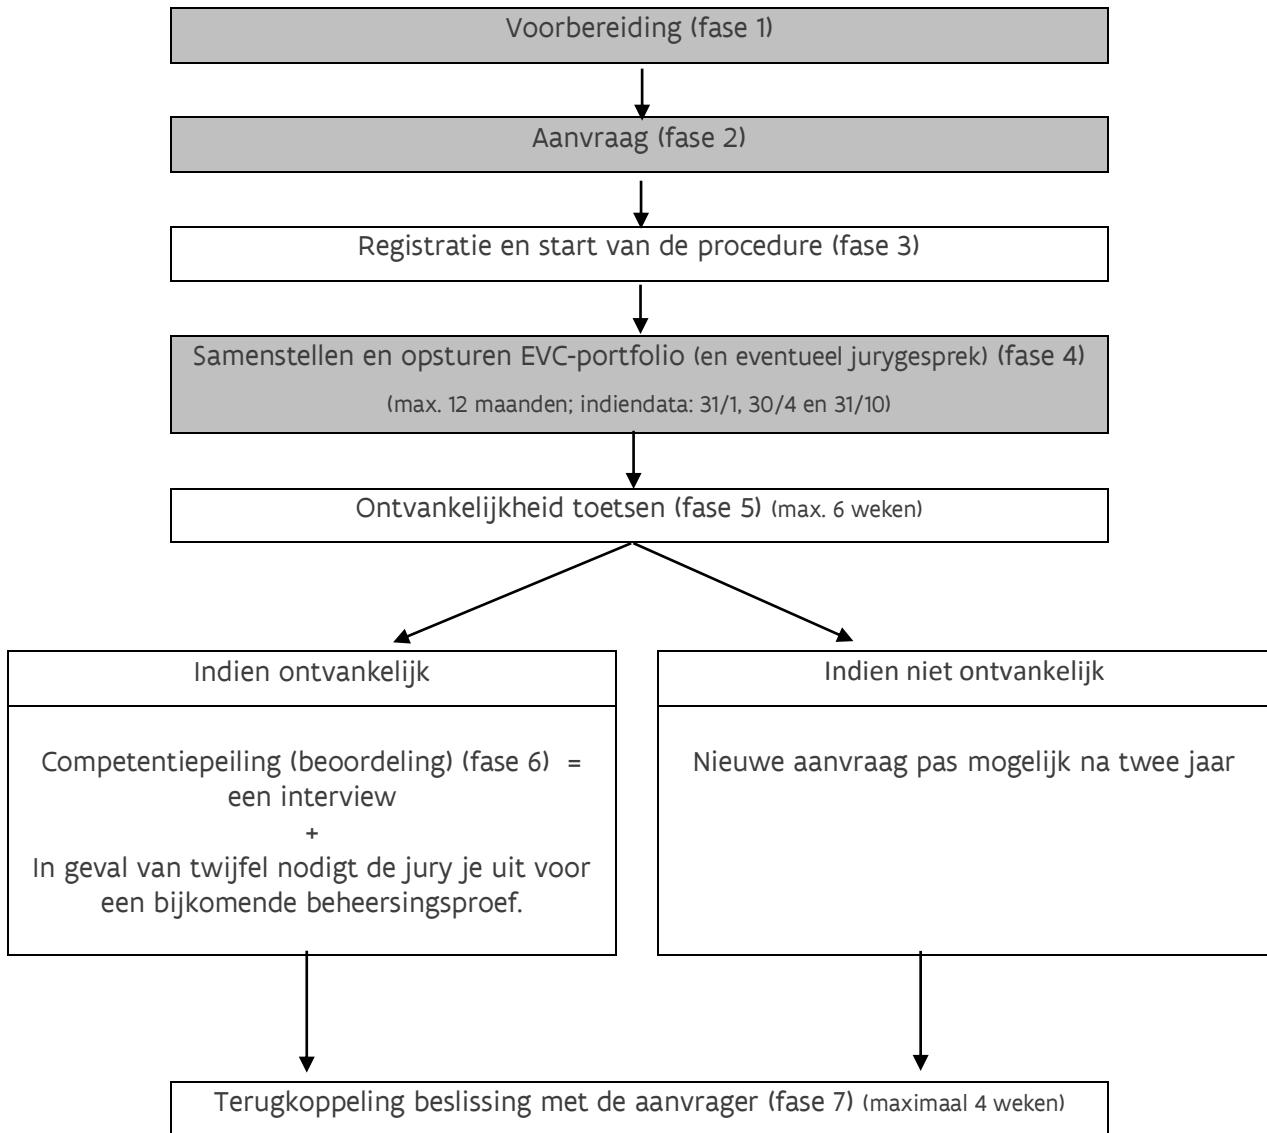 Voorbereiding (fase 1)
Aanvraag (fase 2)
Registratie en start van de procedure (fase 3)
Samenstellen en opsturen EVC-portfolio (en eventueel jurygesprek) (fase 4)
(max. 12 maanden; indiendata: 31/1, 30/4 en 31/10)
Ontvankelijkheid toetsen (fase 5) (max. 6 weken)
Indien ontvankelijk
Competentiepeiling (beoordeling) (fase 6) =
een interview
+
In geval van twijfel nodigt de jury je uit voor
een bijkomende beheersingsproef.
Indien niet ontvankelijk
Nieuwe aanvraag pas mogelijk na twee jaar
Terugkoppeling beslissing met de aanvrager (fase 7) (maximaal 4 weken)